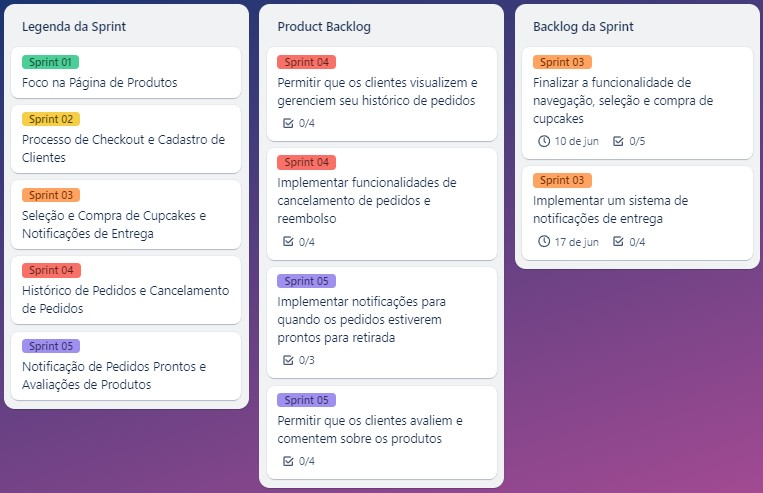 Legenda da Sprint
Sprint 01
Foco na Página de Produtos
Sprint 02
Processo de Checkout e Cadastro de
Clientes
Sprint 03
Seleção e Compra de Cupcakes e
Notificações de Entrega
Sprint 04
Histórico de Pedidos e Cancelamento
de Pedidos
Sprint 05
Notificação de Pedidos Prontos e
Avaliações de Produtos
Product Backlog
Sprint 04
Permitir que os clientes visualizem e
gerenciem seu histórico de pedidos
0/4
Sprint 04
Implementar funcionalidades de
cancelamento de pedidos e
reembolso
0/4
Sprint 05
Implementar notificações para
quando os pedidos estiverem
prontos para retirada
0/3
Sprint 05
Permitir que os clientes avaliem e
comentem sobre os produtos
0/4
Backlog da Sprint
Sprint 03
Finalizar a funcionalidade de
navegação, seleção e compra de
cupcakes
10 de jun 0/5
Sprint 03
Implementar um sistema de
notificações de entrega
17 de jun 0/4